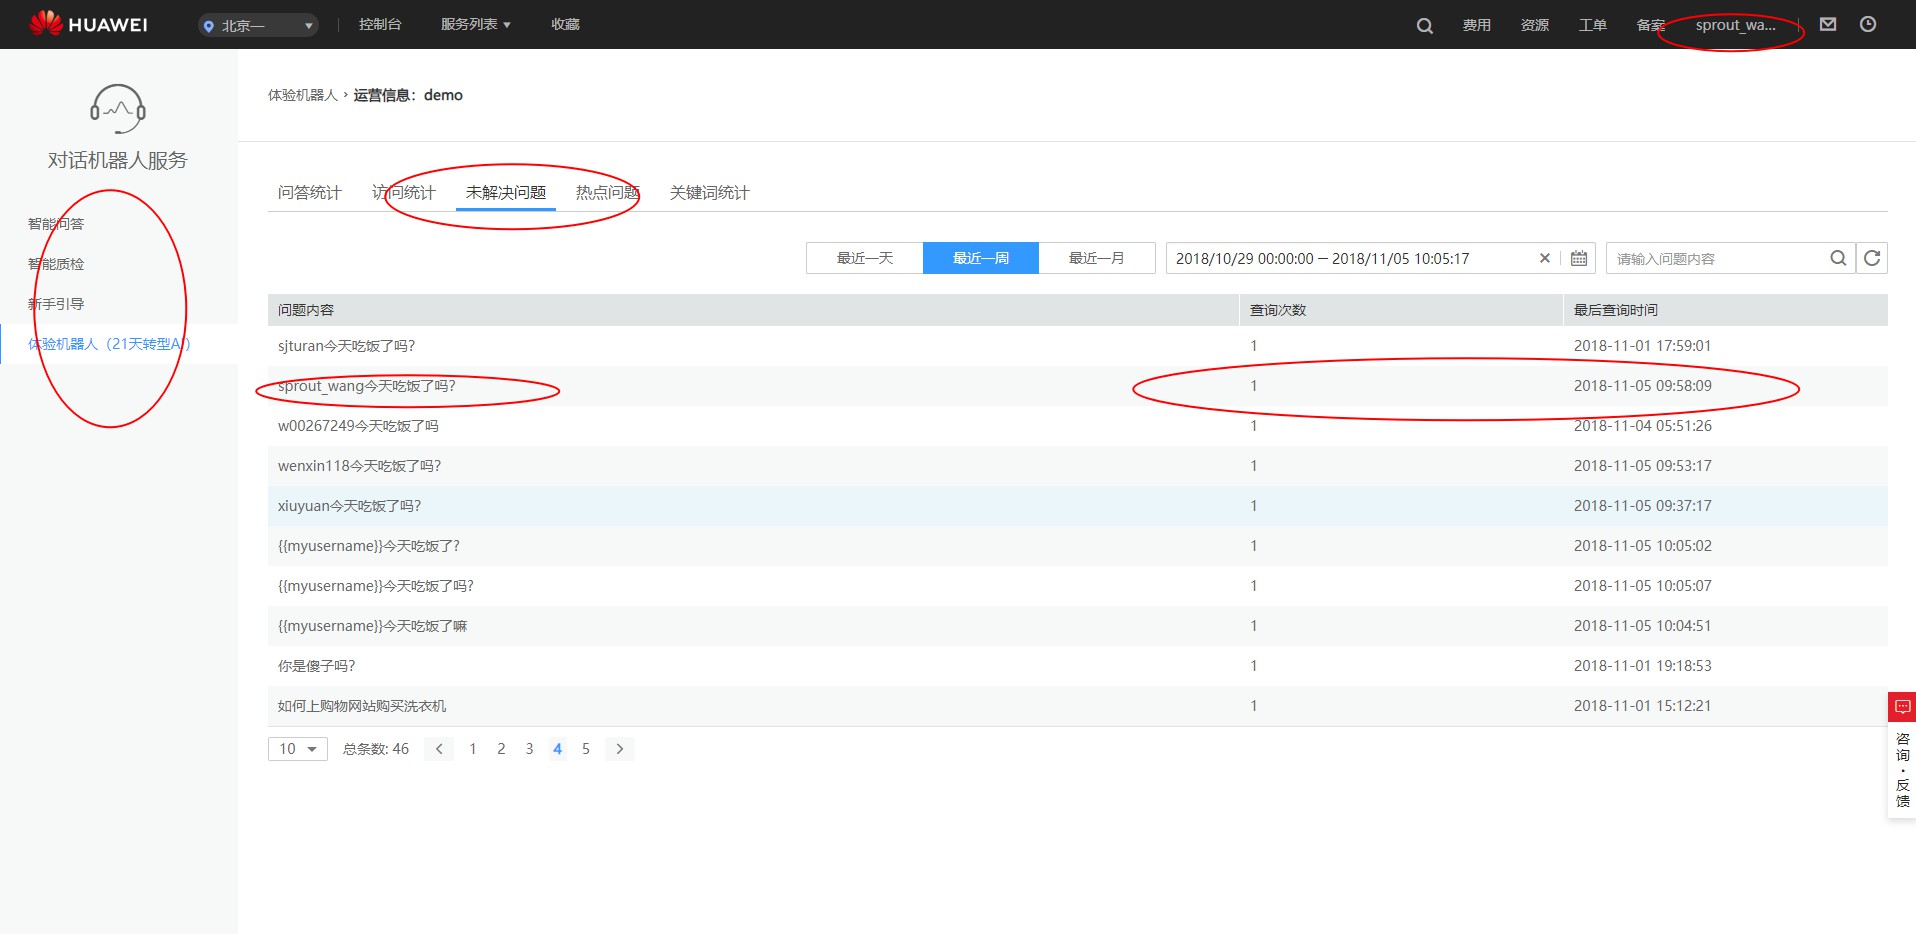 HUAWEI 北京一 控制台 服务列表 收藏 费用 资源 工单 备案 sprout_wa...
对话机器人服务
智能问答
智能质检
新手引导
体验机器人（21天转型AI）
体验机器人 › 运营信息：demo
问答统计 访问统计 未解决问题 热点问题 关键词统计
最近一天 最近一周 最近一月 2018/10/29 00:00:00 — 2018/11/05 10:05:17 请输入问题内容
问题内容 查询次数 最后查询时间
sjturan今天吃饭了吗? 1 2018-11-01 17:59:01
sprout_wang今天吃饭了吗? 1 2018-11-05 09:58:09
w00267249今天吃饭了吗 1 2018-11-04 05:51:26
wenxin118今天吃饭了吗? 1 2018-11-05 09:53:17
xiuyuan今天吃饭了吗? 1 2018-11-05 09:37:17
{{myusername}}今天吃饭了? 1 2018-11-05 10:05:02
{{myusername}}今天吃饭了吗? 1 2018-11-05 10:05:07
{{myusername}}今天吃饭了嘛 1 2018-11-05 10:04:51
你是傻子吗? 1 2018-11-01 19:18:53
如何上购物网站购买洗衣机 1 2018-11-01 15:12:21
10 总条数: 46 1 2 3 4 5
咨询·反馈